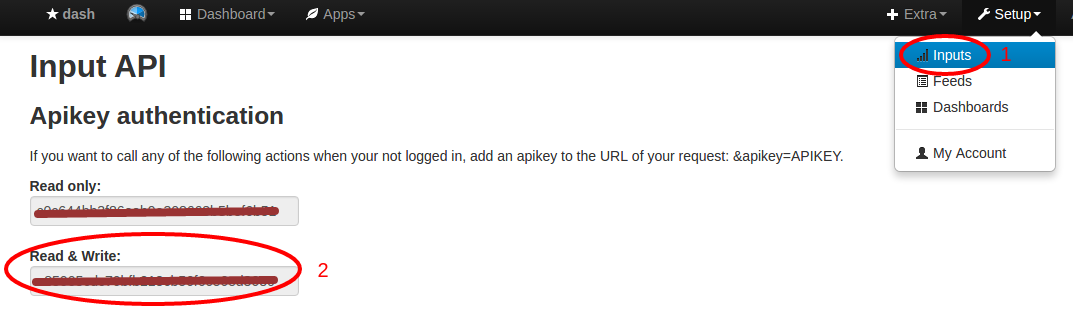 dash Dashboard Apps Extra Setup
Inputs 1
Feeds
Dashboards
My Account
Input API
Apikey authentication
If you want to call any of the following actions when your not logged in, add an apikey to the URL of your request: &apikey=APIKEY.
Read only:
Read & Write:
2